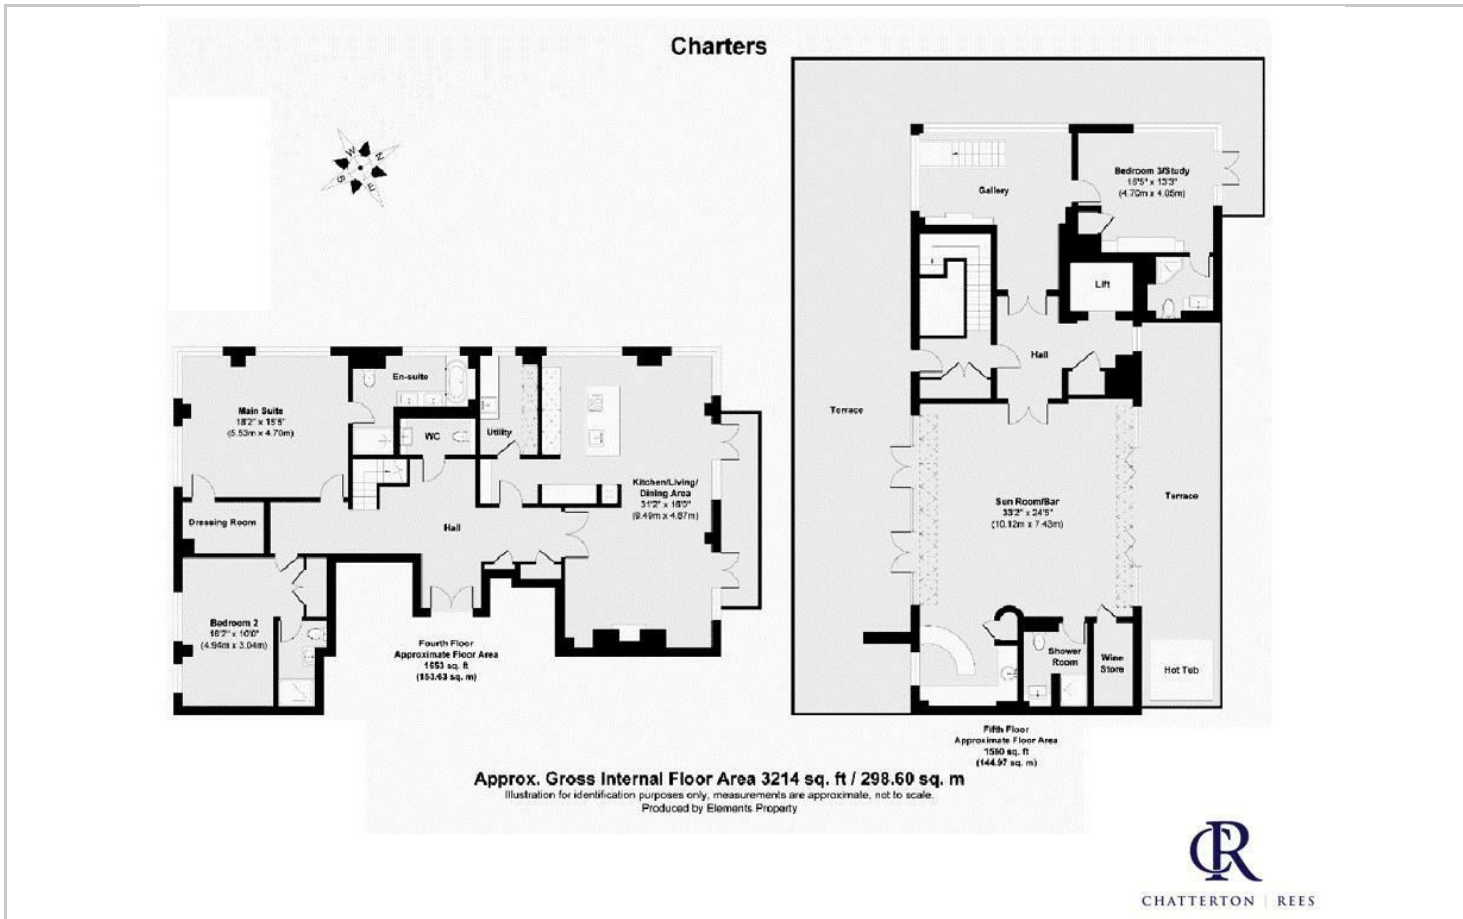 Charters
W
N
S
E
Main Suite
18'2" x 15'5"
(5.53m x 4.70m)
En-suite
WC
Utility
Kitchen/Living/
Dining Area
31'2" x 16'0"
(9.49m x 4.87m)
Dressing Room
Hall
Bedroom 2
16'2" x 10'0"
(4.94m x 3.04m)
Fourth Floor
Approximate Floor Area
1653 sq. ft
(153.63 sq. m)
Gallery
Bedroom 3/Study
15'5" x 13'3"
(4.70m x 4.05m)
Lift
Hall
Terrace
Sun Room/Bar
33'2" x 24'5"
(10.12m x 7.43m)
Terrace
Shower
Room
Wine
Store
Hot Tub
Fifth Floor
Approximate Floor Area
1560 sq. ft
(144.97 sq. m)
Approx. Gross Internal Floor Area 3214 sq. ft / 298.60 sq. m
Illustration for identification purposes only, measurements are approximate, not to scale.
Produced by Elements Property
CR
CHATTERTON | REES